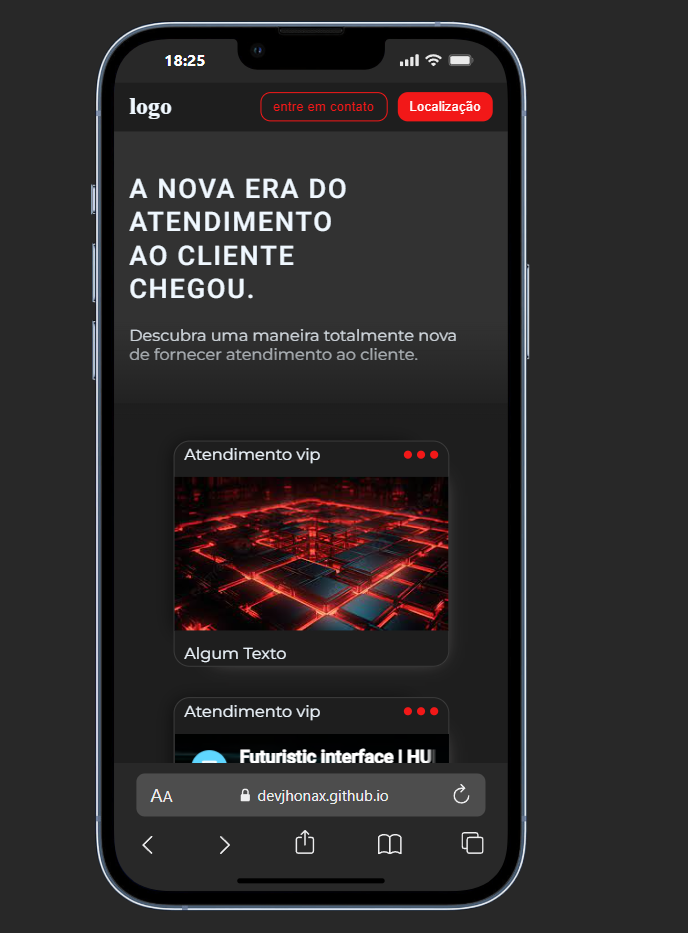 18:25
logo
entre em contato
Localização
A NOVA ERA DO
ATENDIMENTO
AO CLIENTE
CHEGOU.
Descubra uma maneira totalmente nova
de fornecer atendimento ao cliente.
Atendimento vip
Algum Texto
Atendimento vip
Futuristic interface | HU
AA
devjhonax.github.io